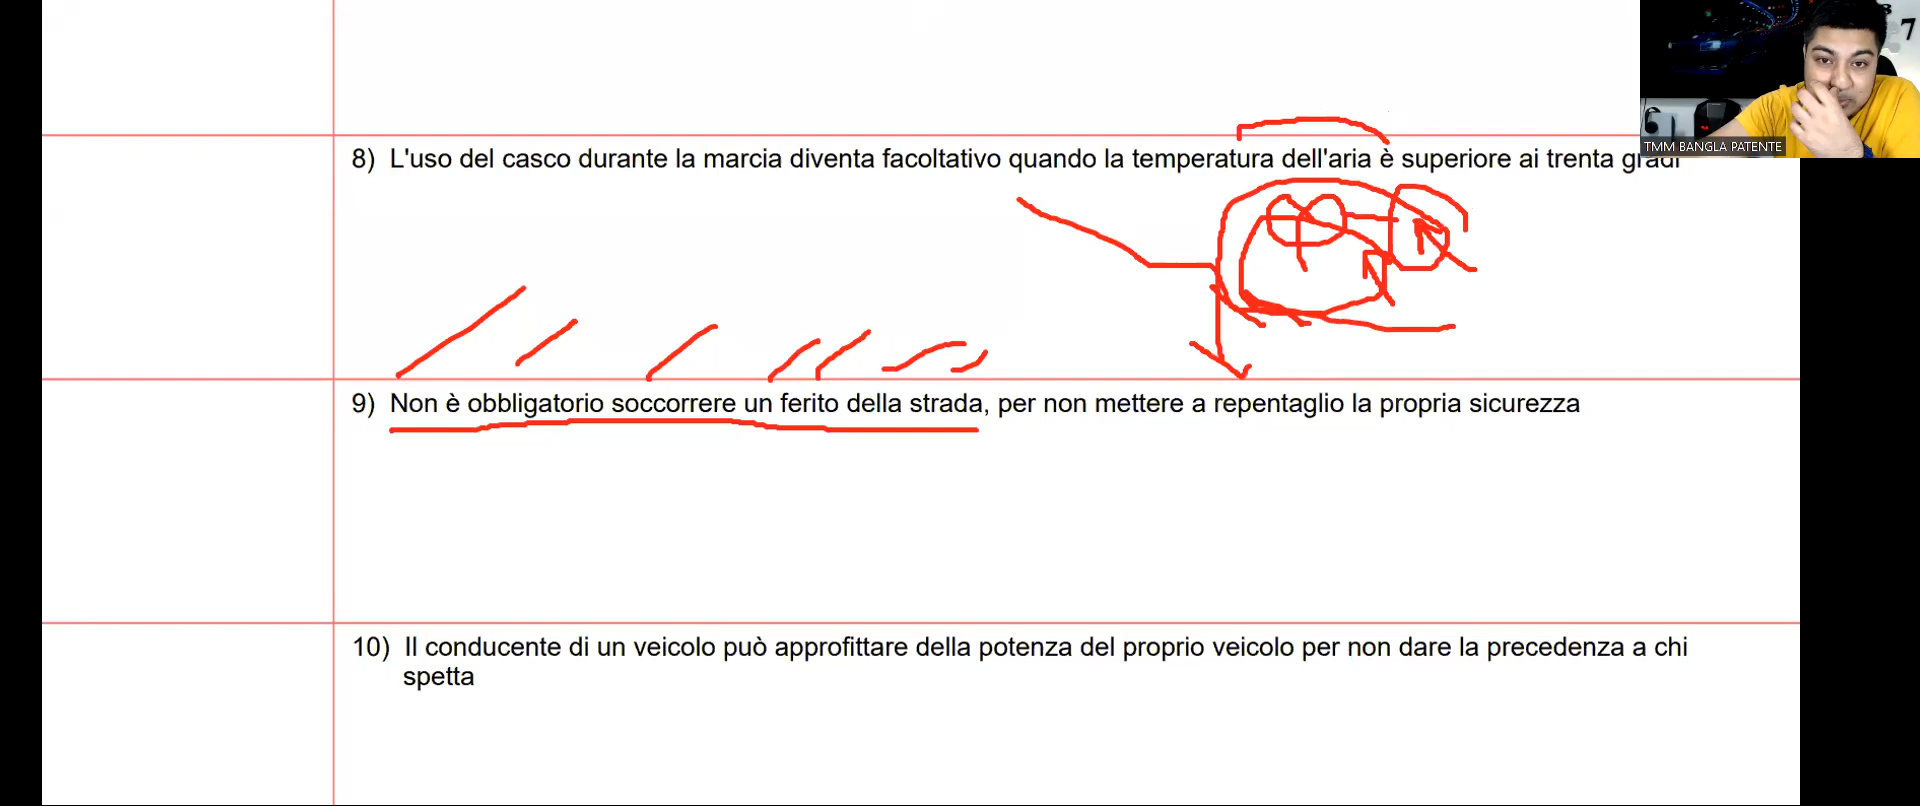 7
8) L'uso del casco durante la marcia diventa facoltativo quando la temperatura dell'aria è superiore ai trenta gradi
TMM BANGLA PATENTE
9) Non è obbligatorio soccorrere un ferito della strada, per non mettere a repentaglio la propria sicurezza
10) Il conducente di un veicolo può approfittare della potenza del proprio veicolo per non dare la precedenza a chi
spetta